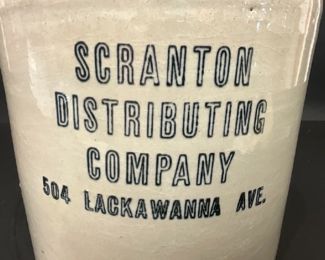 SCRANTON
DISTRIBUTING
COMPANY
504 LACKAWANNA AVE.